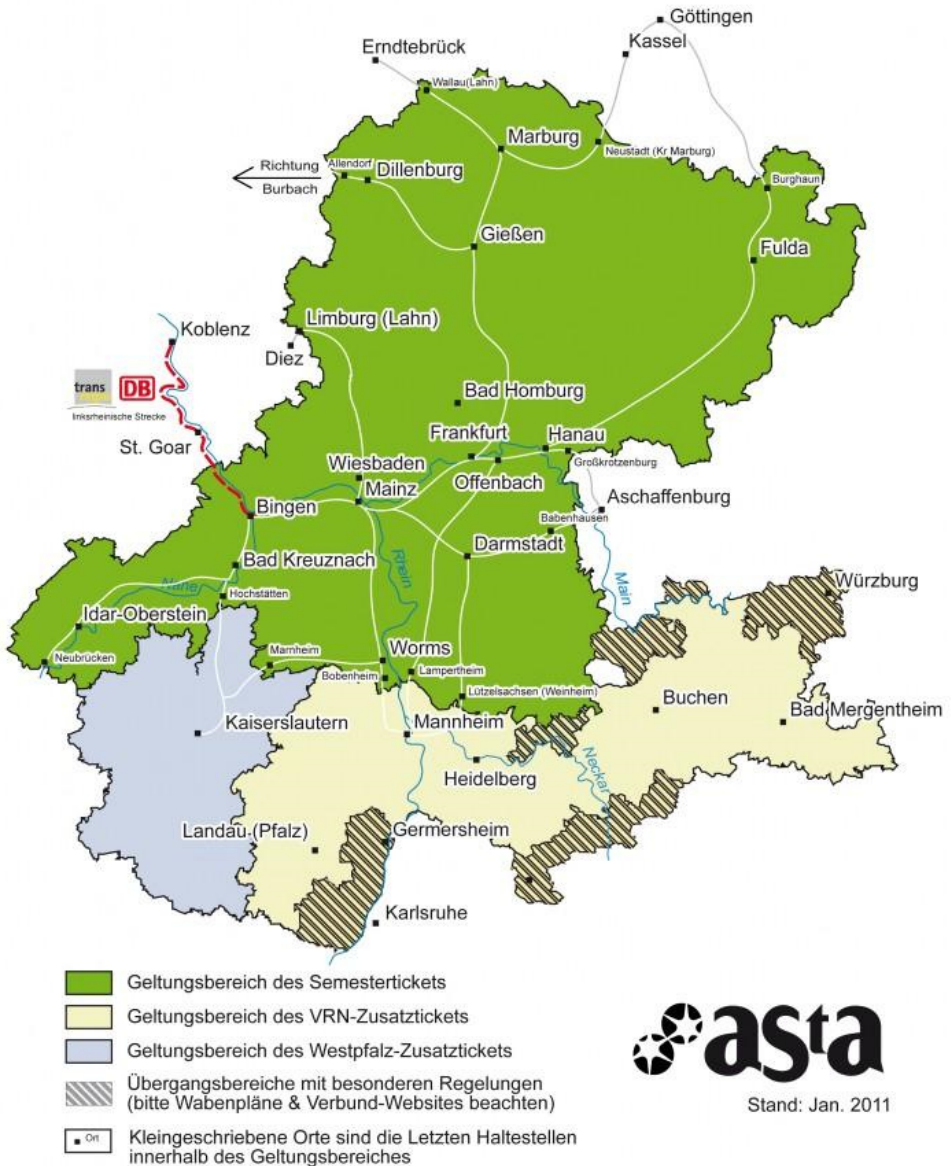 Göttingen
Kassel
Erndtebrück
Wallau(Lahn)
Marburg
Neustadt (Kr Marburg)
Richtung
Burbach
Allendorf
Dillenburg
Burghaun
Gießen
Fulda
Limburg (Lahn)
Koblenz
Diez
trans
regio
DB
linksrheinische Strecke
Bad Homburg
St. Goar
Frankfurt
Hanau
Großkrotzenburg
Wiesbaden
Offenbach
Mainz
Aschaffenburg
Bingen
Babenhausen
Darmstadt
Rhein
Main
Bad Kreuznach
Nahe
Hochstätten
Würzburg
Idar-Oberstein
Neubrücken
Marnheim
Worms
Bobenheim
Lampertheim
Lützelsachsen (Weinheim)
Buchen
Bad Mergentheim
Kaiserslautern
Mannheim
Heidelberg
Neckar
Landau (Pfalz)
Germersheim
Karlsruhe
Geltungsbereich des Semestertickets
Geltungsbereich des VRN-Zusatztickets
Geltungsbereich des Westpfalz-Zusatztickets
Übergangsbereiche mit besonderen Regelungen
(bitte Wabenpläne & Verbund-Websites beachten)
Ort
Kleingeschriebene Orte sind die Letzten Haltestellen
innerhalb des Geltungsbereiches
asta
Stand: Jan. 2011